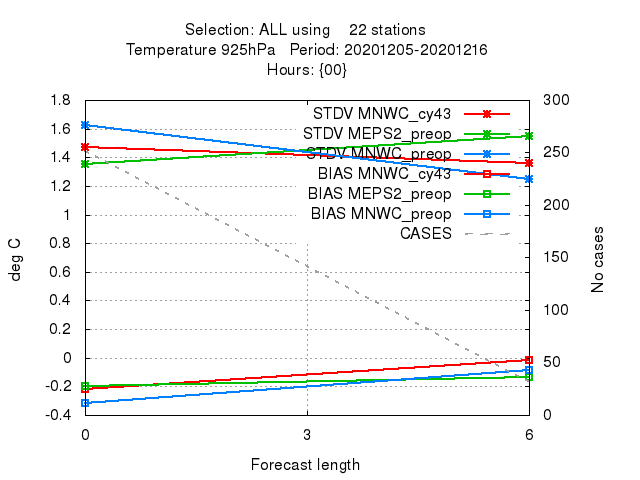 Selection: ALL using 22 stations
Temperature 925hPa Period: 20201205-20201216
Hours: {00}
STDV MNWC_cy43
STDV MEPS2_preop
STDV MNWC_preop
BIAS MNWC_cy43
BIAS MEPS2_preop
BIAS MNWC_preop
CASES
deg C
1.8
1.6
1.4
1.2
1
0.8
0.6
0.4
0.2
0
-0.2
-0.4
No cases
300
250
200
150
100
50
0
0 3 6
Forecast length